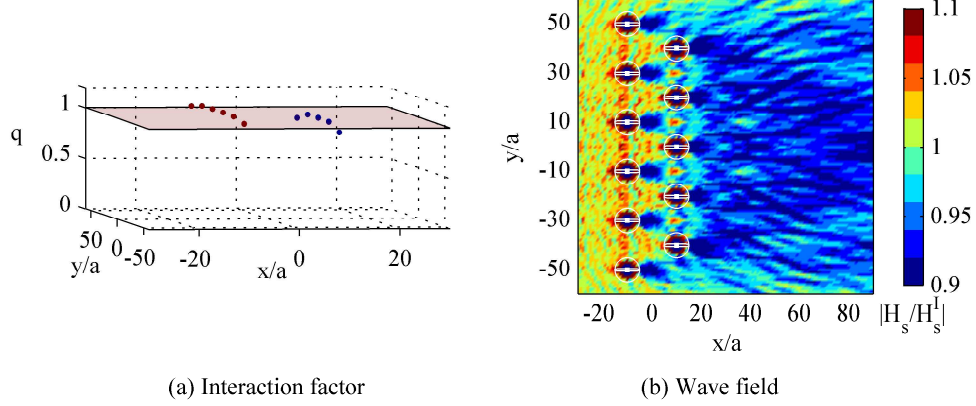 1
q
0.5
0
50
0
-50
y/a
-20
0
20
x/a
50
30
10
-10
-30
-50
y/a
-20 0 20 40 60 80
x/a
1.1
1.05
1
0.95
0.9
|H_s/H_s^I|
(a) Interaction factor
(b) Wave field